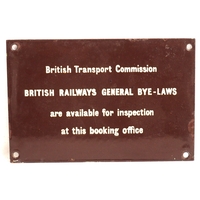 British Transport Commission
BRITISH RAILWAYS GENERAL BYE-LAWS
are available for inspection
at this booking office